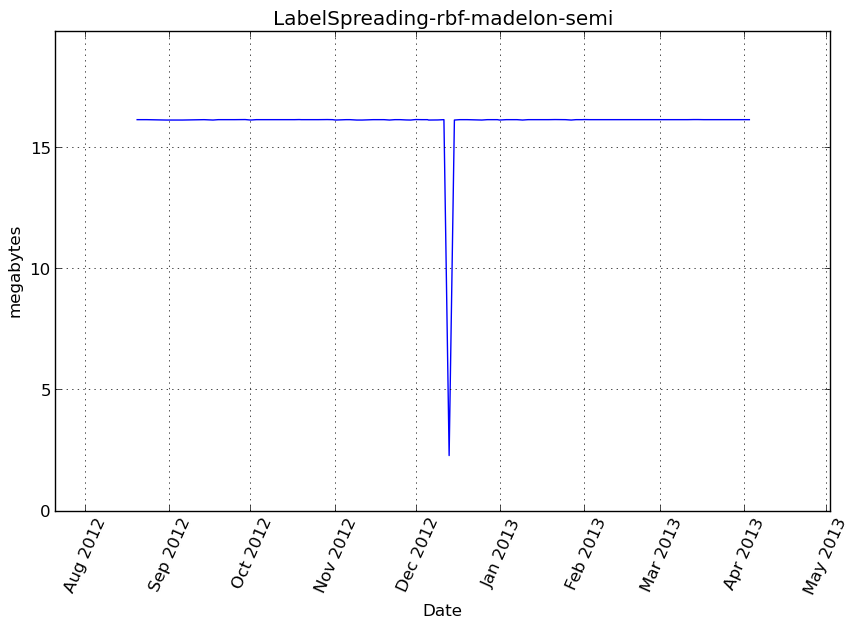 LabelSpreading-rbf-madelon-semi
megabytes
15
10
5
0
Aug 2012
Sep 2012
Oct 2012
Nov 2012
Dec 2012
Jan 2013
Feb 2013
Mar 2013
Apr 2013
May 2013
Date